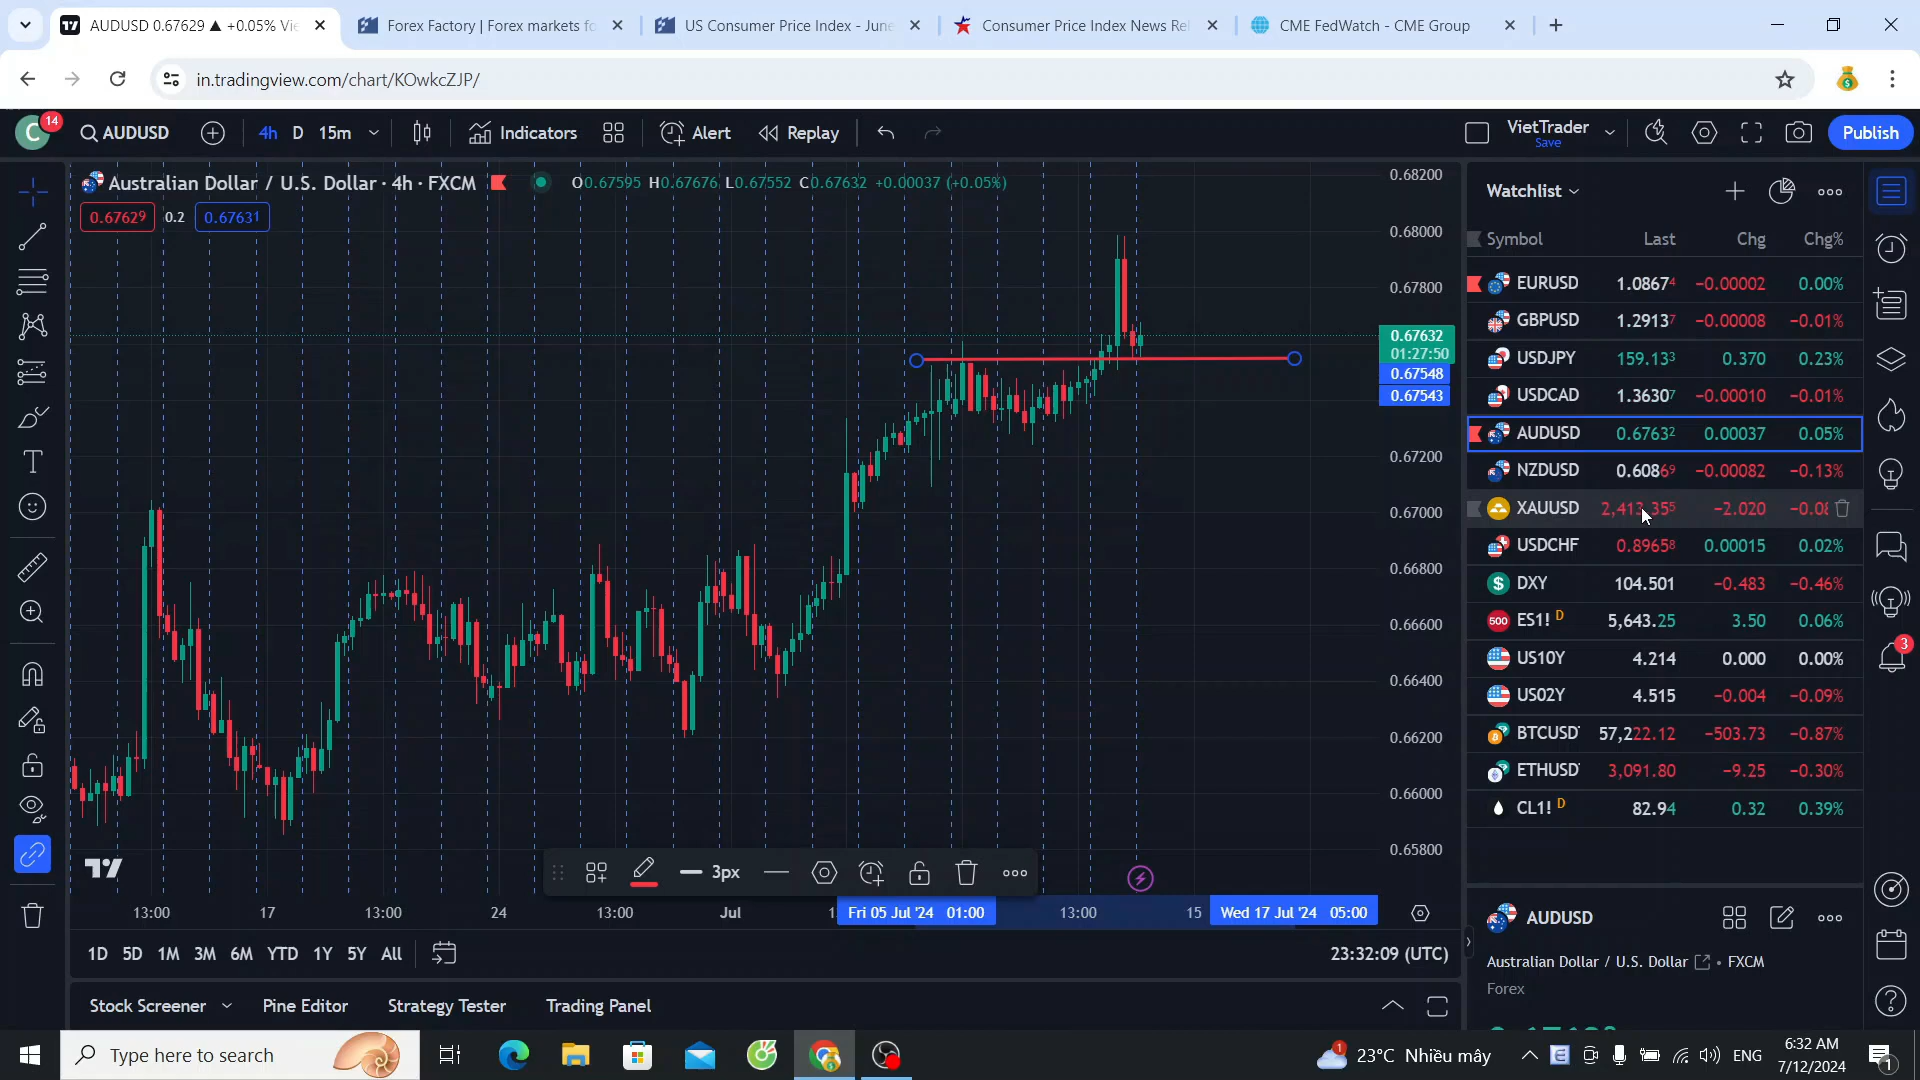 AUDUSD 0.67629 ▲ +0.05% Vi
Forex Factory | Forex markets fo
US Consumer Price Index - June
Consumer Price Index News Rel
CME FedWatch - CME Group
in.tradingview.com/chart/KOwkcZJP/
C 14
AUDUSD
4h D 15m
Indicators
Alert
Replay
VietTrader
Save
Publish
Australian Dollar / U.S. Dollar · 4h · FXCM
O0.67595 H0.67676 L0.67552 C0.67632 +0.00037 (+0.05%)
0.67629 0.2 0.67631
0.68200
0.68000
0.67800
0.67632
01:27:50
0.67548
0.67543
0.67200
0.67000
0.66800
0.66600
0.66400
0.66200
0.66000
0.65800
Watchlist
Symbol Last Chg Chg%
EURUSD 1.08674 −0.00002 0.00%
GBPUSD 1.29137 −0.00008 −0.01%
USDJPY 159.133 0.370 0.23%
USDCAD 1.36307 −0.00010 −0.01%
AUDUSD 0.67632 0.00037 0.05%
NZDUSD 0.60869 −0.00082 −0.13%
XAUUSD 2,413.355 −2.020 −0.08
USDCHF 0.89658 0.00015 0.02%
DXY 104.501 −0.483 −0.46%
500 ES1! D 5,643.25 3.50 0.06%
US10Y 4.214 0.000 0.00%
US02Y 4.515 −0.004 −0.09%
BTCUSD 57,222.12 −503.73 −0.87%
ETHUSD 3,091.80 −9.25 −0.30%
CL1! D 82.94 0.32 0.39%
3
3px
13:00 17 13:00 24 13:00 Jul Fri 05 Jul '24 01:00 13:00 15 Wed 17 Jul '24 05:00
1D 5D 1M 3M 6M YTD 1Y 5Y All
23:32:09 (UTC)
Stock Screener
Pine Editor
Strategy Tester
Trading Panel
AUDUSD
Australian Dollar / U.S. Dollar • FXCM
Forex
Type here to search
1
23°C Nhiều mây
ENG
6:32 AM
7/12/2024
1